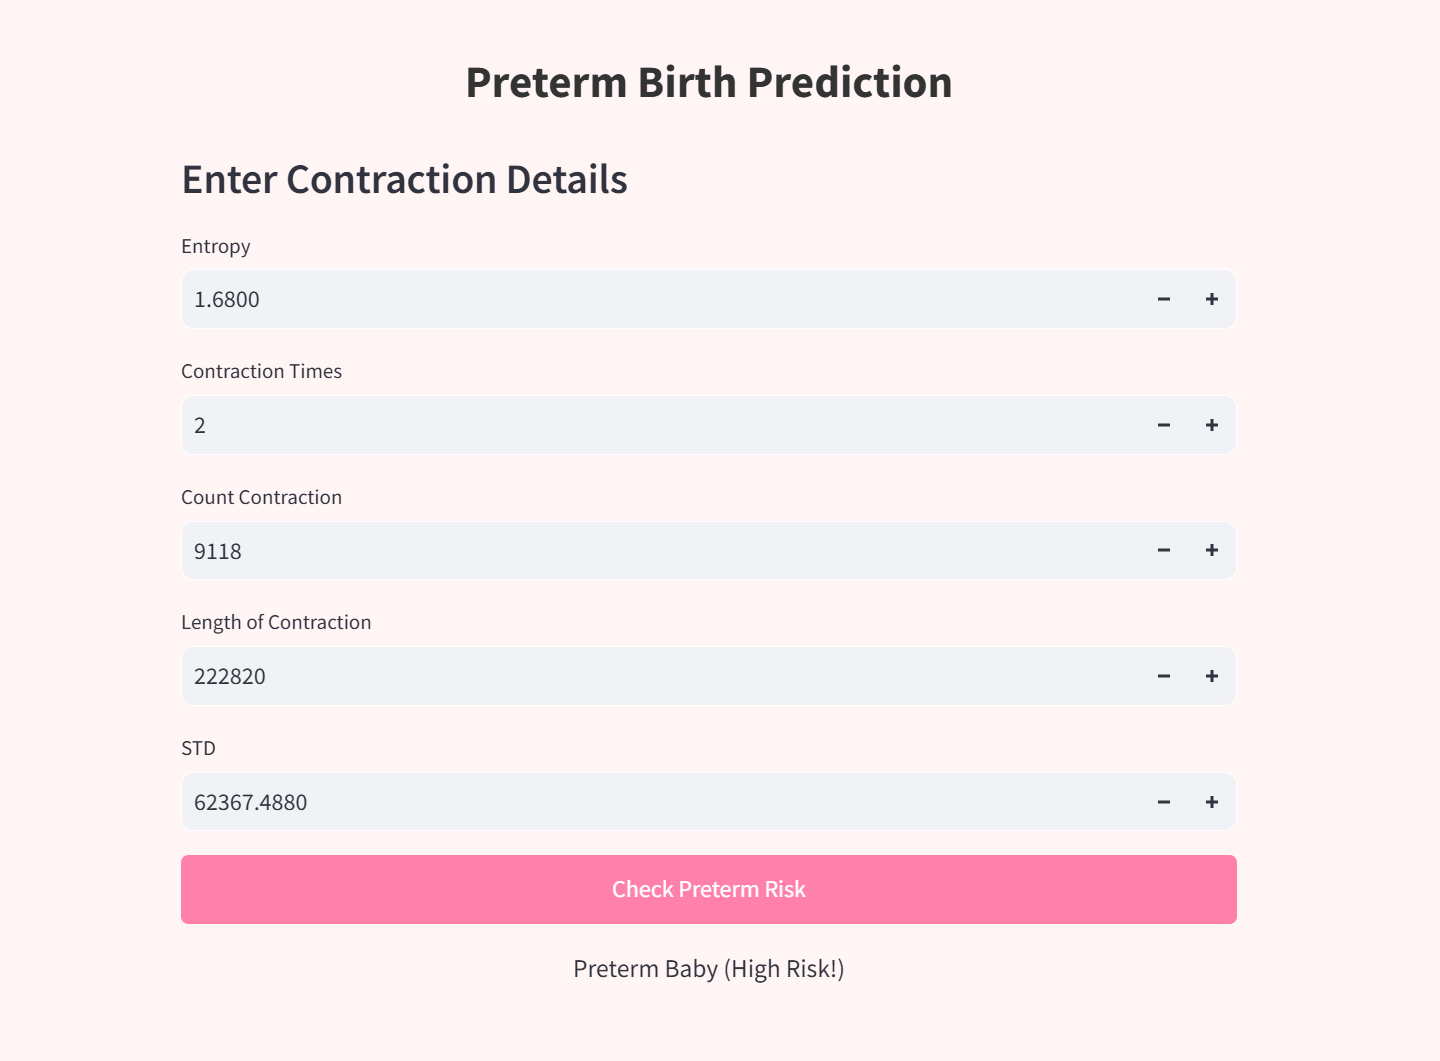 Preterm Birth Prediction
Enter Contraction Details
Entropy
1.6800
Contraction Times
2
Count Contraction
9118
Length of Contraction
222820
STD
62367.4880
Check Preterm Risk
Preterm Baby (High Risk!)